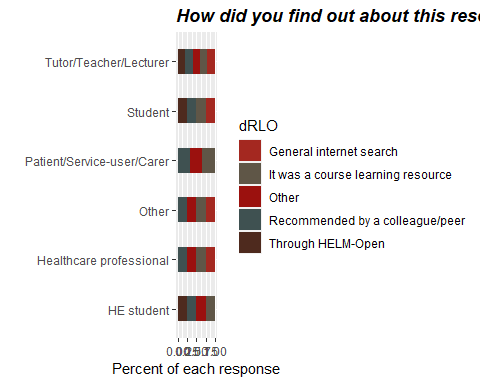 How did you find out about this res
Tutor/Teacher/Lecturer
Student
Patient/Service-user/Carer
Other
Healthcare professional
HE student
dRLO
General internet search
It was a course learning resource
Other
Recommended by a colleague/peer
Through HELM-Open
Percent of each response